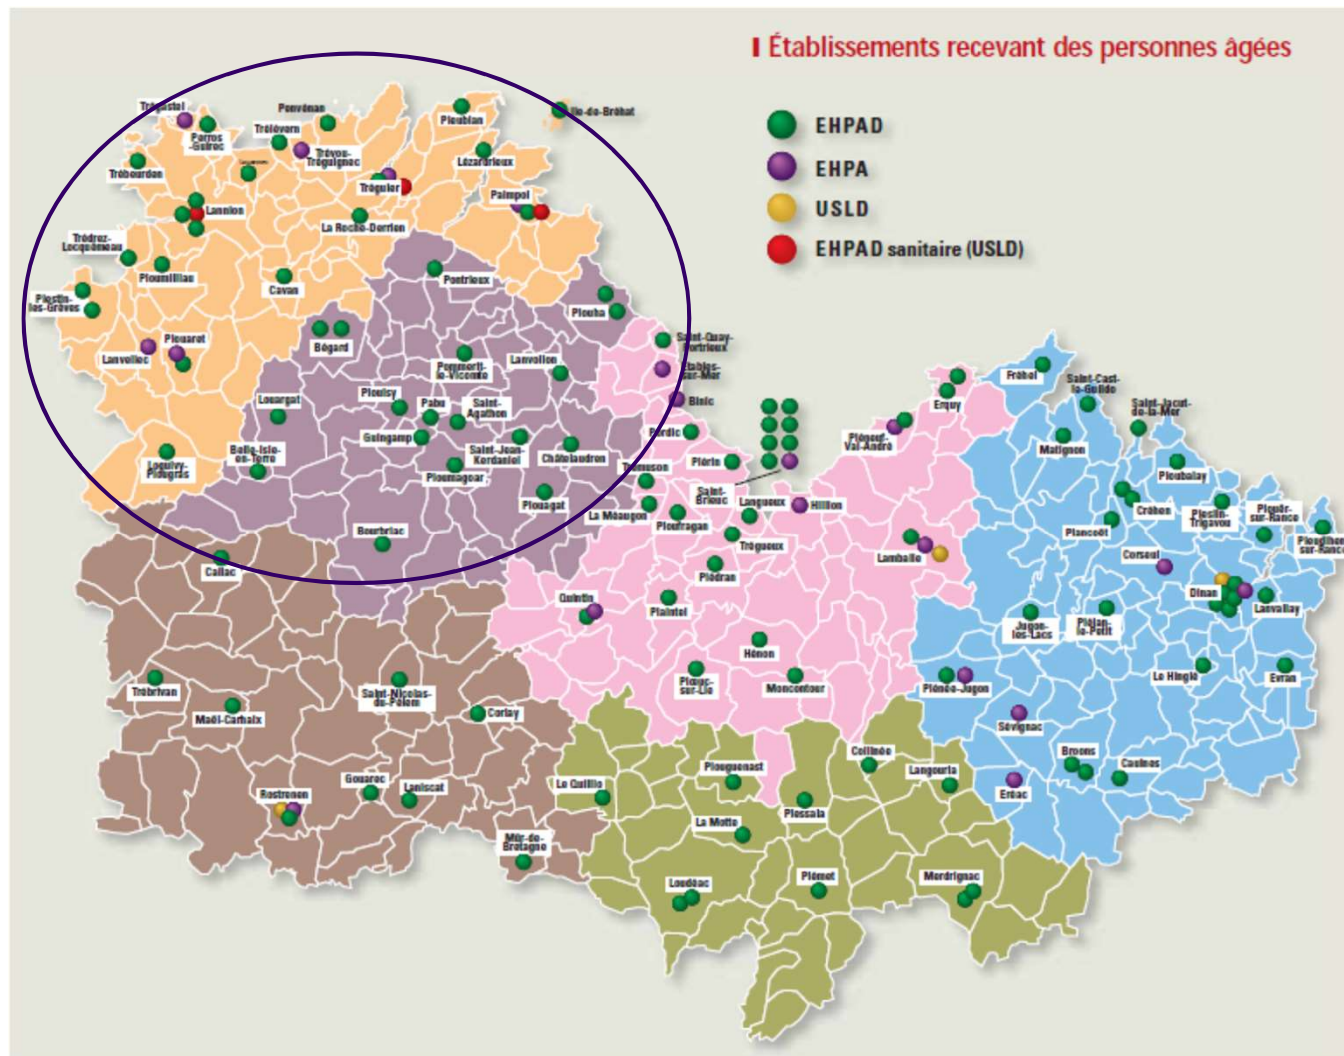 Établissements recevant des personnes âgées
EHPAD
EHPA
USLD
EHPAD sanitaire (USLD)
Trégastel
Perros
-Guirec
Penvénan
Trélévern
Trévou-
Tréguignec
Pleubian
Ile-de-Bréhat
Trébeurden
Lézardrieux
Tréguier
Paimpol
Lannion
La Roche-Derrien
Trédrez-
Locquémeau
Ploumilliau
Cavan
Pontrieux
Plestin-
les-Grèves
Plouha
Plouaret
Lanvellec
Bégard
Pommerit-
le-Vicomte
Lanvollon
Saint-Quay-
Portrieux
Étables-
sur-Mer
Binic
Louargat
Plouisy
Pabu
Saint-
Agathon
Guingamp
Saint-Jean-
Kerdaniel
Châtelaudren
Pordic
Loguivy-
Plougras
Belle-Isle-
en-Terre
Ploumagoar
Plouagat
Trémuson
Plérin
Saint-
Brieuc
La Méaugon
Ploufragan
Langueux
Hillion
Trégueux
Bourbriac
Callac
Plédran
Quintin
Plaintel
Hénon
Plœuc-
sur-Lié
Moncontour
Pléneuf-
Val-André
Erquy
Lamballe
Fréhel
Saint-Cast-
le-Guildo
Saint-Jacut-
de-la-Mer
Matignon
Ploubalay
Créhen
Plancoët
Pleslin-
Trigavou
Plouër-
sur-Rance
Pleudihen-
sur-Rance
Corseul
Dinan
Lanvallay
Jugon-
les-Lacs
Plélan-
le-Petit
Le Hinglé
Evran
Plénée-Jugon
Sévignac
Broons
Caulnes
Eréac
Trébrivan
Maël-Carhaix
Saint-Nicolas-
du-Pélem
Corlay
Rostrenen
Gouarec
Laniscat
Mûr-de-
Bretagne
Le Quillio
Plouguenast
Collinée
Langourla
Plessala
La Motte
Loudéac
Plémet
Merdrignac